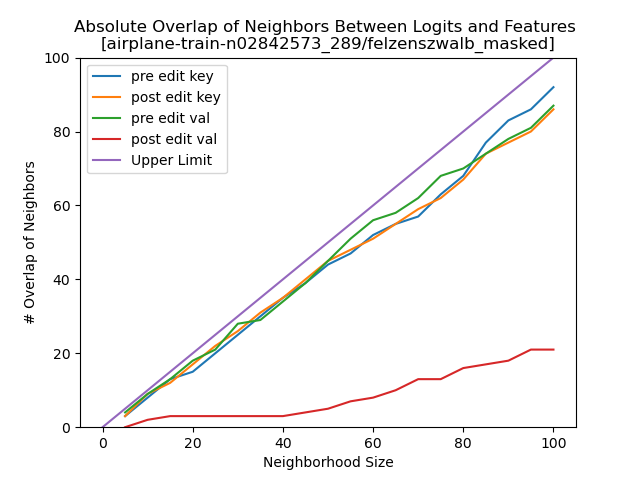 Absolute Overlap of Neighbors Between Logits and Features
[airplane-train-n02842573_289/felzenszwalb_masked]
100
80
60
40
20
0
# Overlap of Neighbors
pre edit key
post edit key
pre edit val
post edit val
Upper Limit
0 20 40 60 80 100
Neighborhood Size